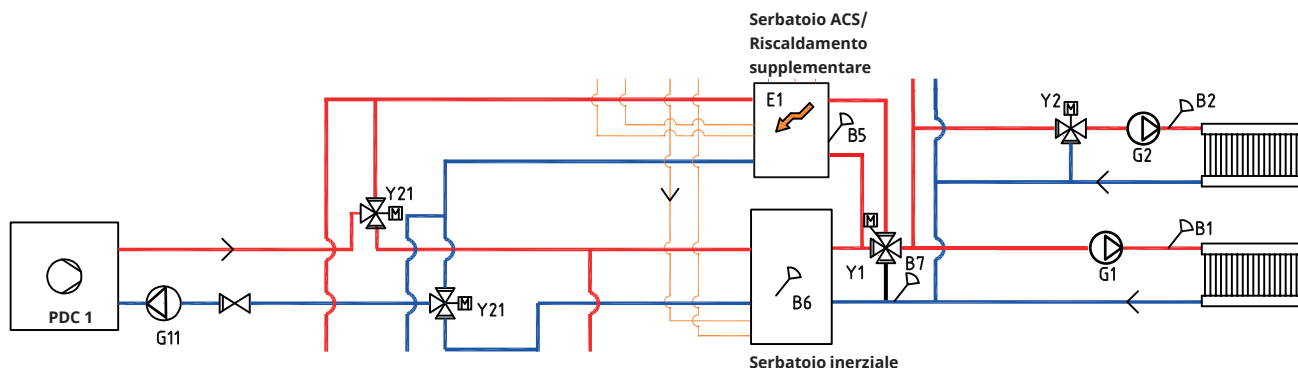 Serbatoio ACS/
Riscaldamento
supplementare
E1
B5
Y2
M
B2
G2
Y21
M
PDC 1
G11
M
Y21
B6
M
Y1
B7
G1
B1
Serbatoio inerziale